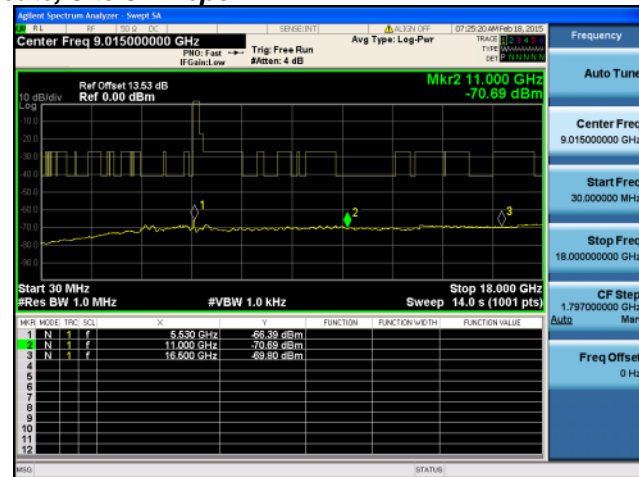 Agilent Spectrum Analyzer - Swept SA
RL RF 50 Ω DC SENSE:INT ALIGN OFF 07:25:20 AM Feb 18, 2015
Center Freq 9.015000000 GHz Avg Type: Log-Pwr TRACE 1 2 3 4 5 6
PNO: Fast Trig: Free Run TYPE
IFGain:Low #Atten: 4 dB DET P N N N N N
Frequency
Auto Tune
Ref Offset 13.53 dB Mkr2 11.000 GHz
10 dB/div Ref 0.00 dBm -70.69 dBm
Log
-10.0
-20.0
-30.0
-40.0
-50.0
-60.0
-70.0
-80.0
-90.0
1
2
3
Center Freq
9.015000000 GHz
Start Freq
30.000000 MHz
Stop Freq
18.000000000 GHz
Start 30 MHz Stop 18.000 GHz
#Res BW 1.0 MHz #VBW 1.0 kHz Sweep 14.0 s (1001 pts)
CF Step
1.797000000 GHz
Auto Man
MKR MODE TRC SCL X Y FUNCTION FUNCTION WIDTH FUNCTION VALUE
1 N 1 f 5.530 GHz -66.39 dBm
2 N 1 f 11.000 GHz -70.69 dBm
3 N 1 f 16.500 GHz -69.80 dBm
4
5
6
7
8
9
10
11
12
Freq Offset
0 Hz
MSG STATUS